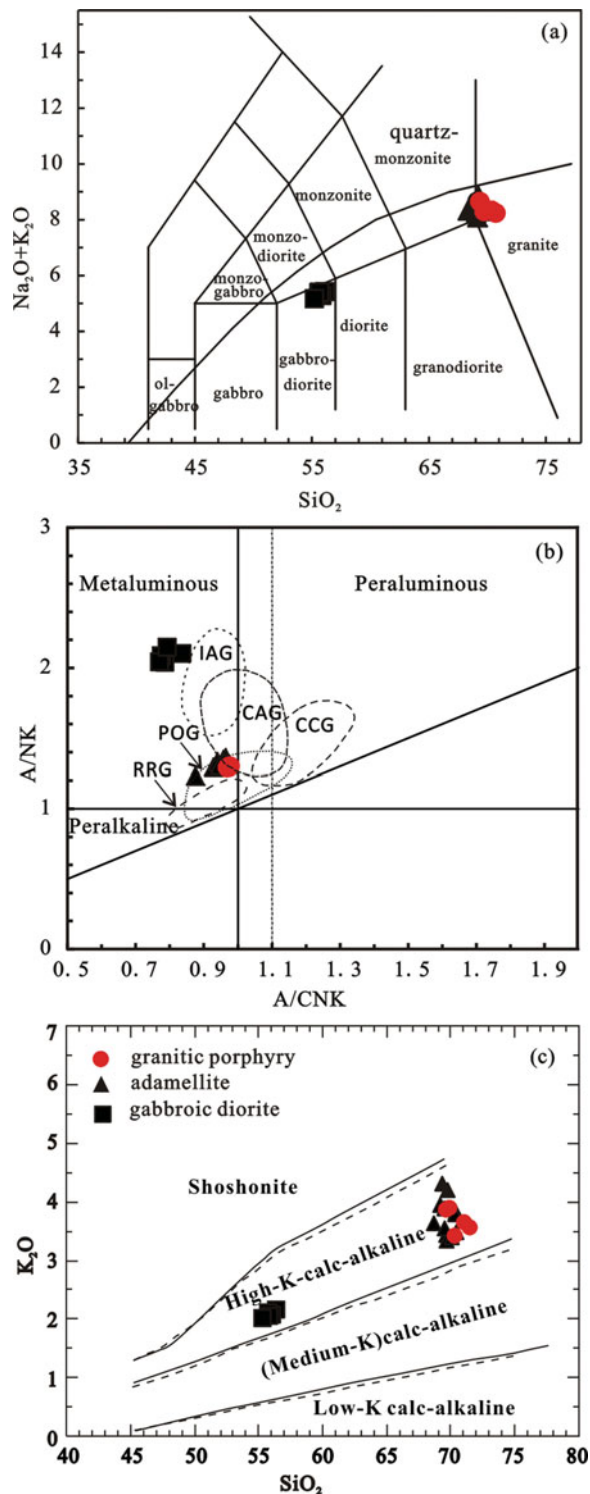 (a)
14
12
10
8
6
4
2
0
Na2O+K2O
quartz-
monzonite
monzonite
monzo-
diorite
monzo-
gabbro
granite
diorite
gabbro-
diorite
granodiorite
ol-
gabbro
gabbro
35
45
55
65
75
SiO2
(b)
3
2
1
0
A/NK
Metaluminous
Peraluminous
IAG
CAG
CCG
POG
RRG
Peralkaline
0.5
0.7
0.9
1.1
1.3
1.5
1.7
1.9
A/CNK
(c)
7
6
5
4
3
2
1
0
K2O
granitic porphyry
adamellite
gabbroic diorite
Shoshonite
High-K-calc-alkaline
(Medium-K)calc-alkaline
Low-K calc-alkaline
40
45
50
55
60
65
70
75
80
SiO2